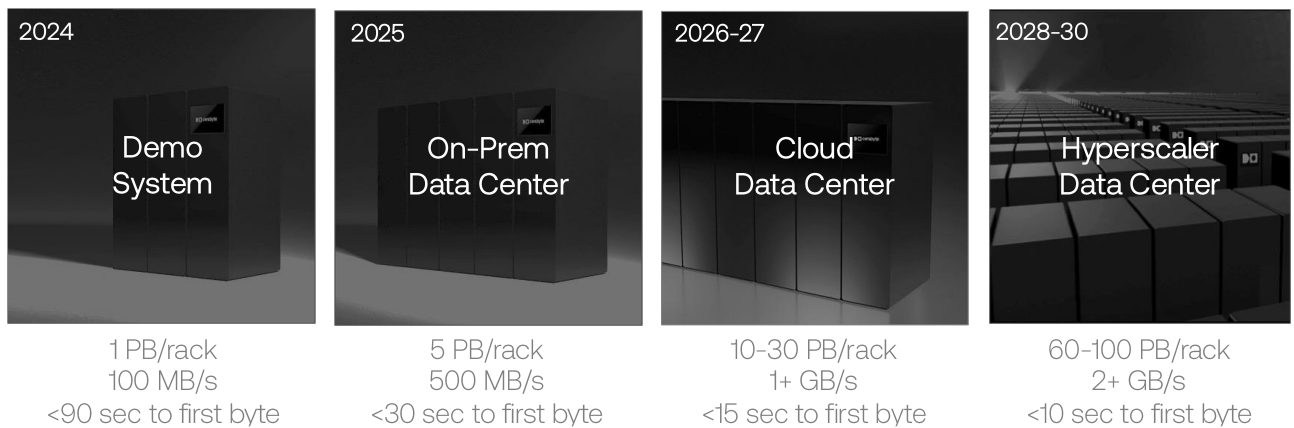 2024
Demo
System
1 PB/rack
100 MB/s
<90 sec to first byte
2025
On-Prem
Data Center
5 PB/rack
500 MB/s
<30 sec to first byte
2026-27
Cloud
Data Center
10-30 PB/rack
1+ GB/s
<15 sec to first byte
2028-30
Hyperscaler
Data Center
60-100 PB/rack
2+ GB/s
<10 sec to first byte